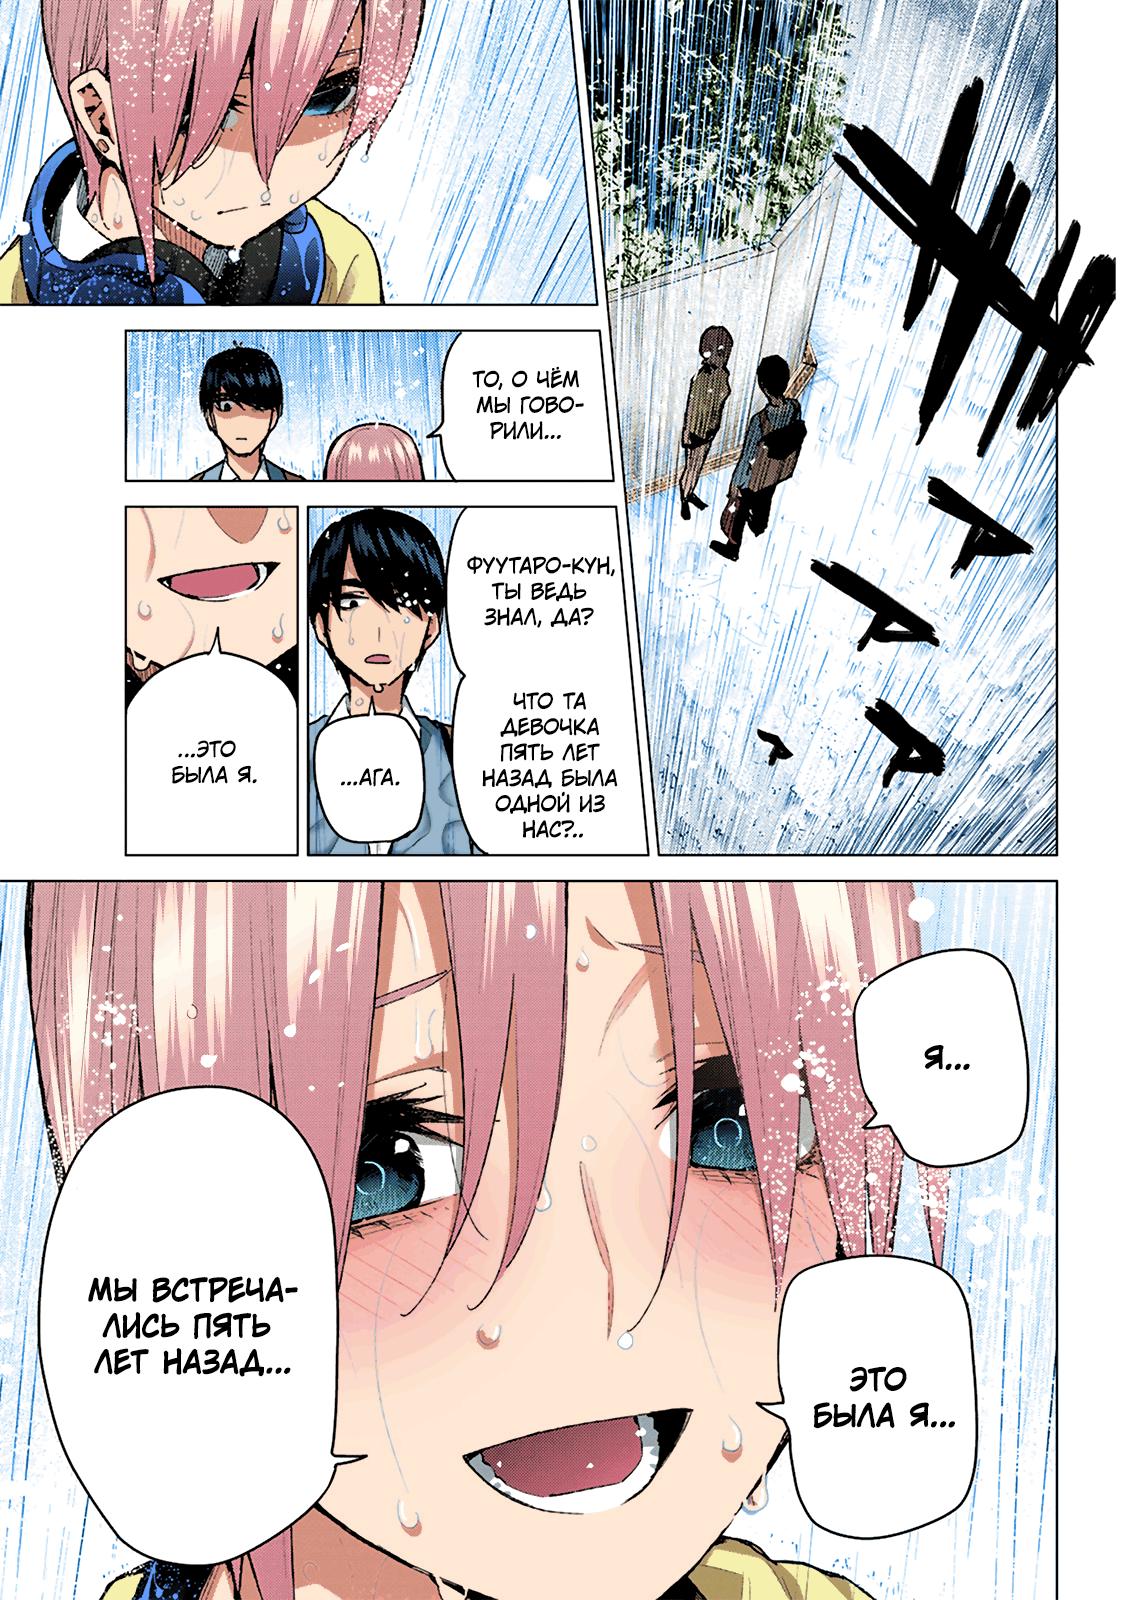 ТО, О ЧЁМ
МЫ ГОВО-
РИЛИ...
ФУУТАРО-КУН,
ТЫ ВЕДЬ
ЗНАЛ, ДА?
ЧТО ТА
ДЕВОЧКА
ПЯТЬ ЛЕТ
НАЗАД БЫЛА
ОДНОЙ ИЗ
НАС?..
...АГА.
...ЭТО
БЫЛА Я.
Я...
ЭТО
БЫЛА Я...
МЫ ВСТРЕЧА-
ЛИСЬ ПЯТЬ
ЛЕТ НАЗАД...